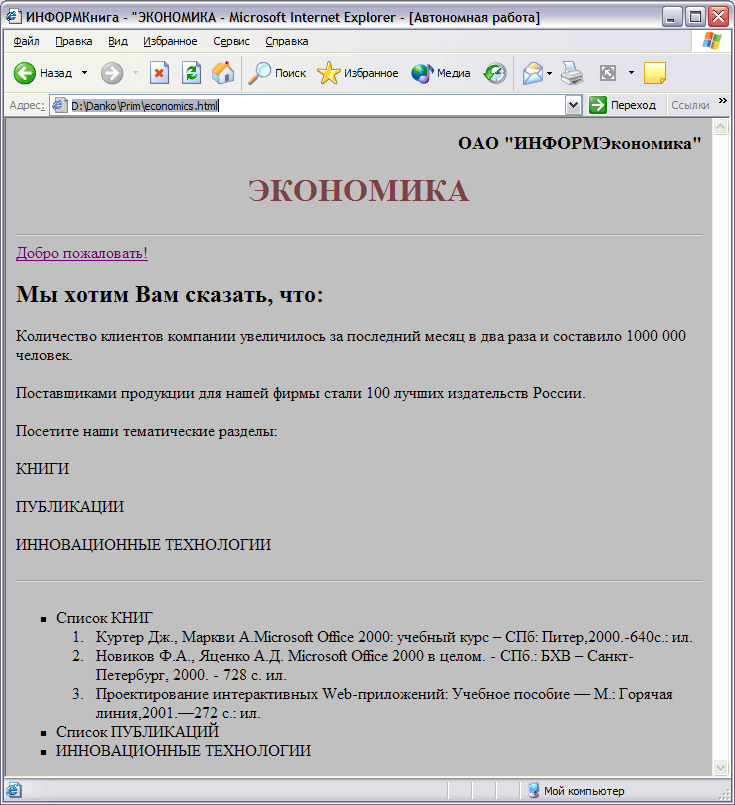 ИНФОРМКнига - "ЭКОНОМИКА - Microsoft Internet Explorer - [Автономная работа]
Файл Правка Вид Избранное Сервис Справка
Назад Поиск Избранное Медиа
Адрес: D:\Danko\Prim\economics.html Переход Ссылки »
ОАО "ИНФОРМЭкономика"
ЭКОНОМИКА
Добро пожаловать!
Мы хотим Вам сказать, что:
Количество клиентов компании увеличилось за последний месяц в два раза и составило 1000 000
человек.
Поставщиками продукции для нашей фирмы стали 100 лучших издательств России.
Посетите наши тематические разделы:
КНИГИ
ПУБЛИКАЦИИ
ИННОВАЦИОННЫЕ ТЕХНОЛОГИИ
Список КНИГ
1. Куртер Дж., Маркви А.Microsoft Office 2000: учебный курс – СПб: Питер,2000.-640с.: ил.
2. Новиков Ф.А., Яценко А.Д. Microsoft Office 2000 в целом. - СПб.: БХВ – Санкт-
Петербург, 2000. - 728 с. ил.
3. Проектирование интерактивных Web-приложений: Учебное пособие — М.: Горячая
линия,2001.—272 с.: ил.
Список ПУБЛИКАЦИЙ
ИННОВАЦИОННЫЕ ТЕХНОЛОГИИ
Мой компьютер